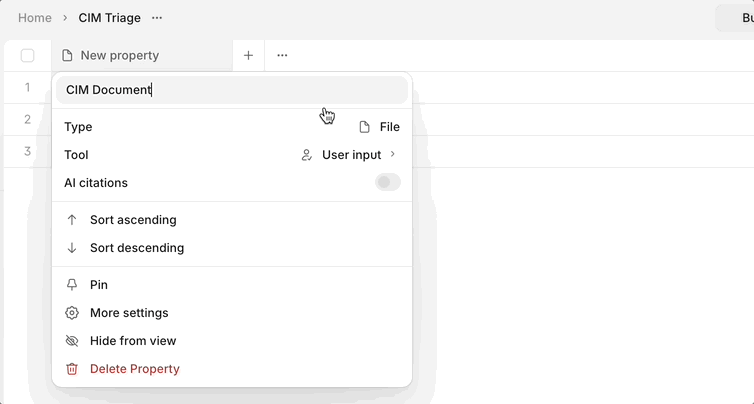 Home › CIM Triage ···
Bu
New property + ···
1
CIM Document
2
Type File
Tool User input ›
3
AI citations
Sort ascending
Sort descending
Pin
More settings
Hide from view
Delete Property